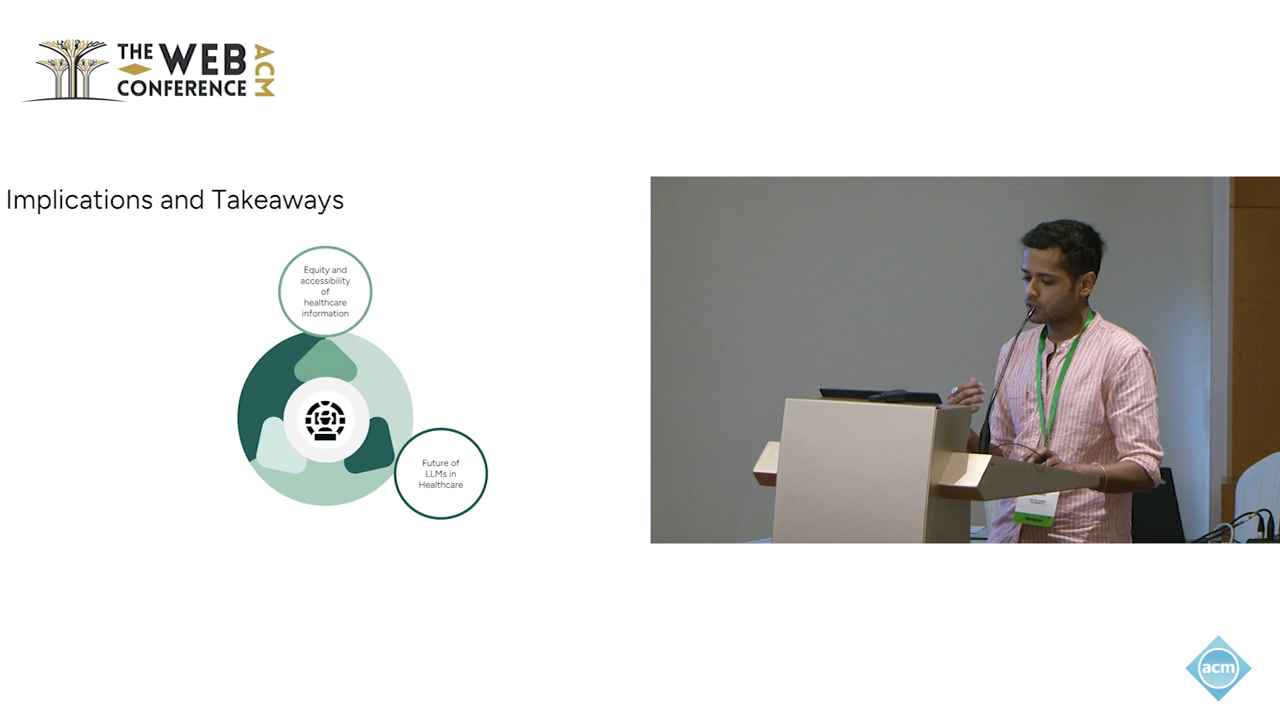 THE WEB
CONFERENCE
ACM
Implications and Takeaways
Equity and
accessibility
of
healthcare
information
Future of
LLMs in
Healthcare
acm